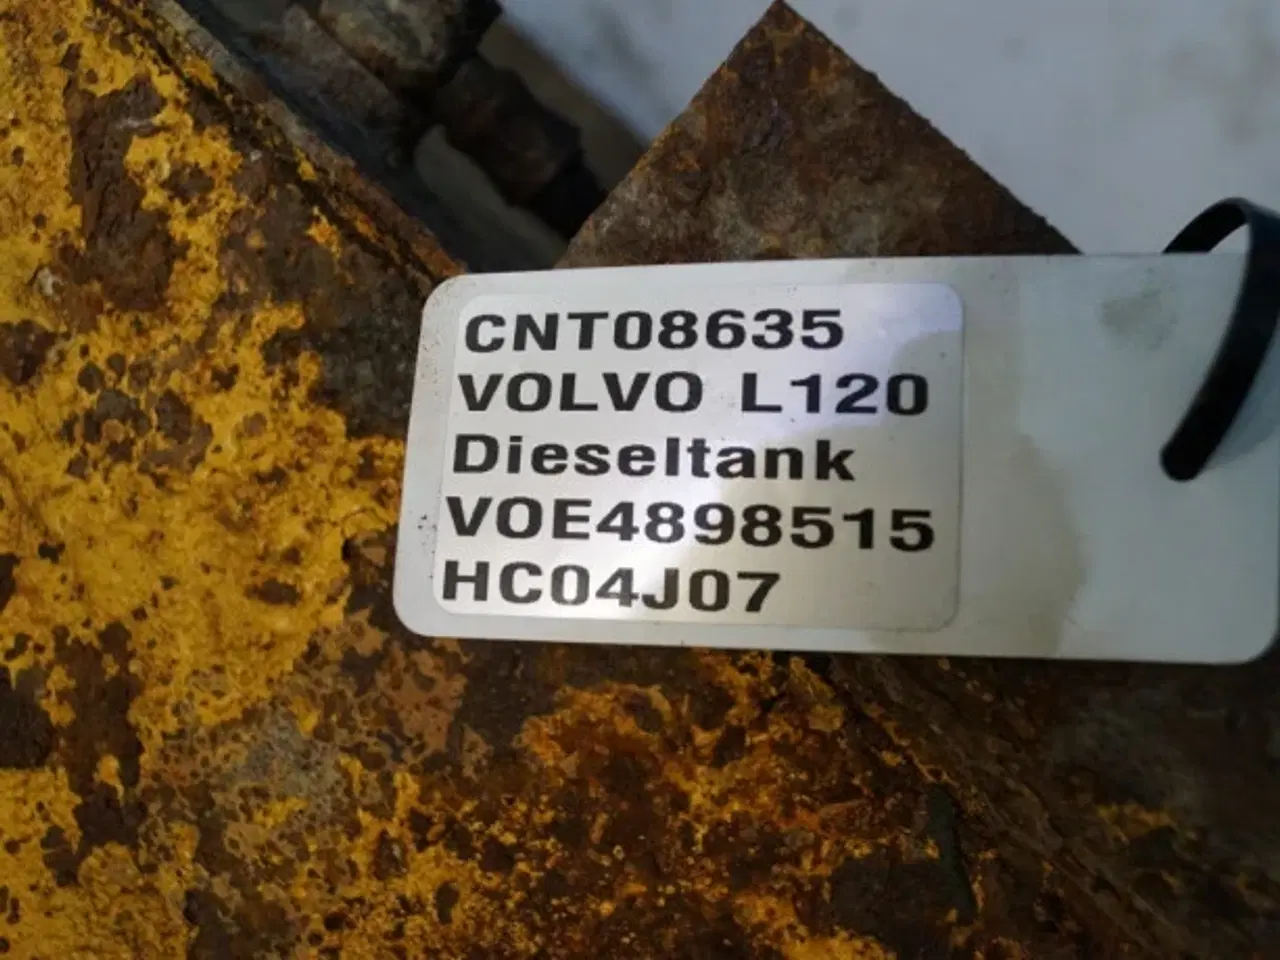 CNT08635
VOLVO L120
Dieseltank
VOE4898515
HC04J07